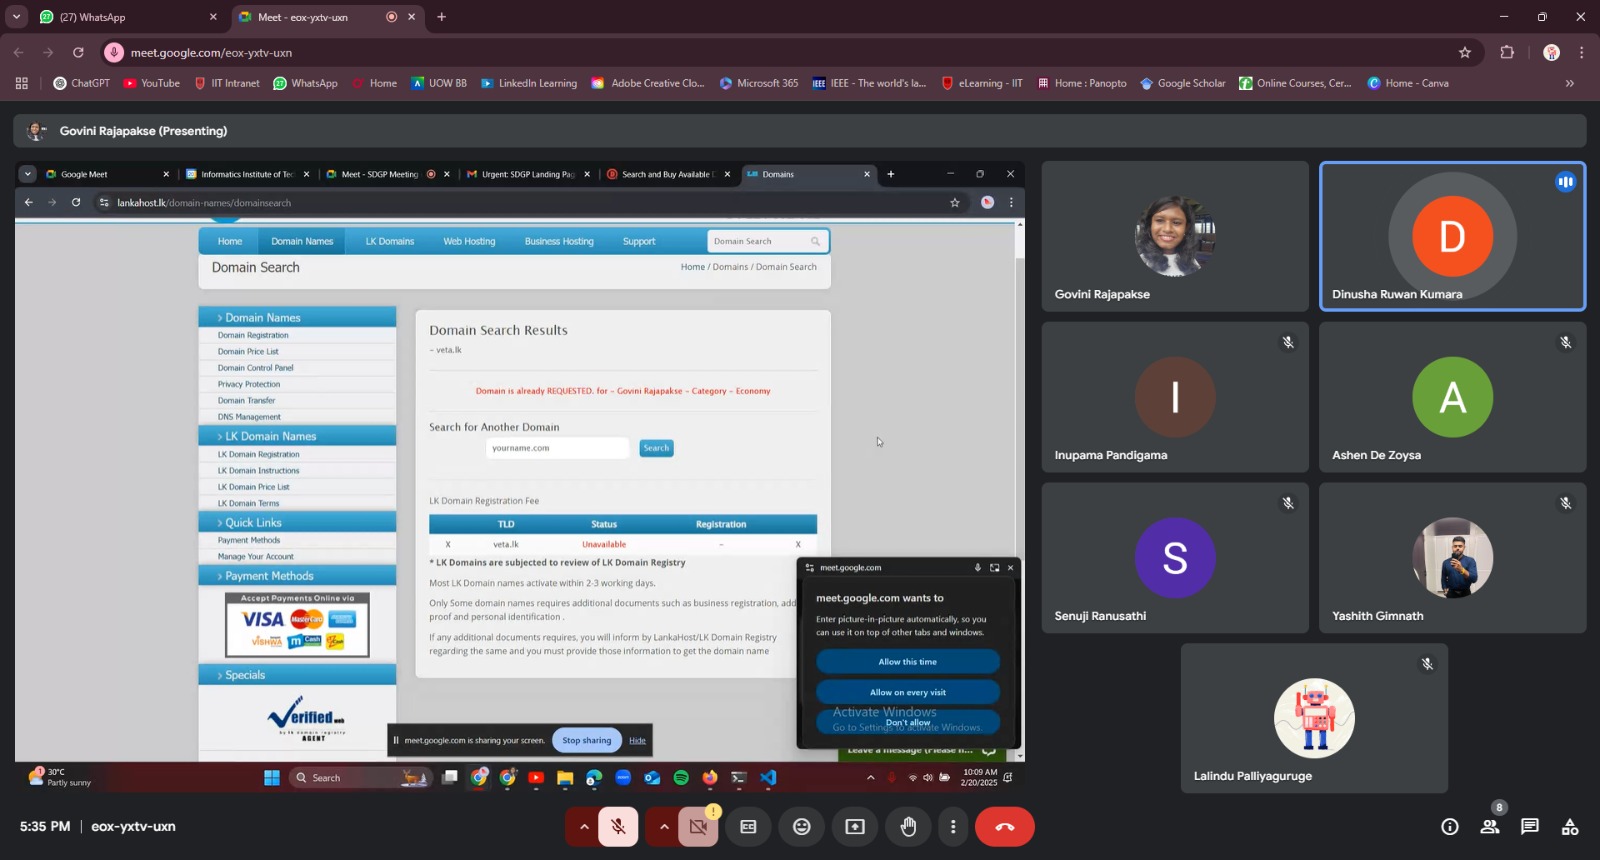 (27) WhatsApp
Meet - eox-yxtv-uxn
meet.google.com/eox-yxtv-uxn
ChatGPT
YouTube
IIT Intranet
WhatsApp
Home
UOW BB
LinkedIn Learning
Adobe Creative Clo...
Microsoft 365
IEEE - The world's la...
eLearning - IIT
Home : Panopto
Google Scholar
Online Courses, Cer...
Home - Canva
Govini Rajapakse (Presenting)
Google Meet
Informatics Institute of Tec
Meet - SDGP Meeting
Urgent: SDGP Landing Pag
Search and Buy Available D
Domains
lankahost.lk/domain-names/domainsearch
Home
Domain Names
LK Domains
Web Hosting
Business Hosting
Support
Domain Search
Domain Search
Home / Domains / Domain Search
> Domain Names
Domain Registration
Domain Price List
Domain Control Panel
Privacy Protection
Domain Transfer
DNS Management
> LK Domain Names
LK Domain Registration
LK Domain Instructions
LK Domain Price List
LK Domain Terms
> Quick Links
Payment Methods
Manage Your Account
> Payment Methods
Accept Payments Online via
VISA
MasterCard
VISHWA
mCash
> Specials
Verified web
by lk domain registry
AGENT
Domain Search Results
– veta.lk
Domain is already REQUESTED. for – Govini Rajapakse – Category – Economy
Search for Another Domain
yourname.com
Search
LK Domain Registration Fee
TLD Status Registration
X veta.lk Unavailable – X
* LK Domains are subjected to review of LK Domain Registry
Most LK Domain names activate within 2-3 working days.
Only Some domain names requires additional documents such as business registration, add
proof and personal identification .
If any additional documents requires, you will inform by LankaHost/LK Domain Registry
regarding the same and you must provide those information to get the domain name
meet.google.com
meet.google.com wants to
Enter picture-in-picture automatically, so you
can use it on top of other tabs and windows.
Allow this time
Allow on every visit
Don't allow
Activate Windows
Go to Settings to activate Windows.
Leave a message (Please n...
meet.google.com is sharing your screen.
Stop sharing
Hide
1
30°C
Partly sunny
Search
10:09 AM
2/20/2025
Govini Rajapakse
D
Dinusha Ruwan Kumara
I
Inupama Pandigama
A
Ashen De Zoysa
S
Senuji Ranusathi
Yashith Gimnath
Lalindu Palliyaguruge
5:35 PM | eox-yxtv-uxn
8